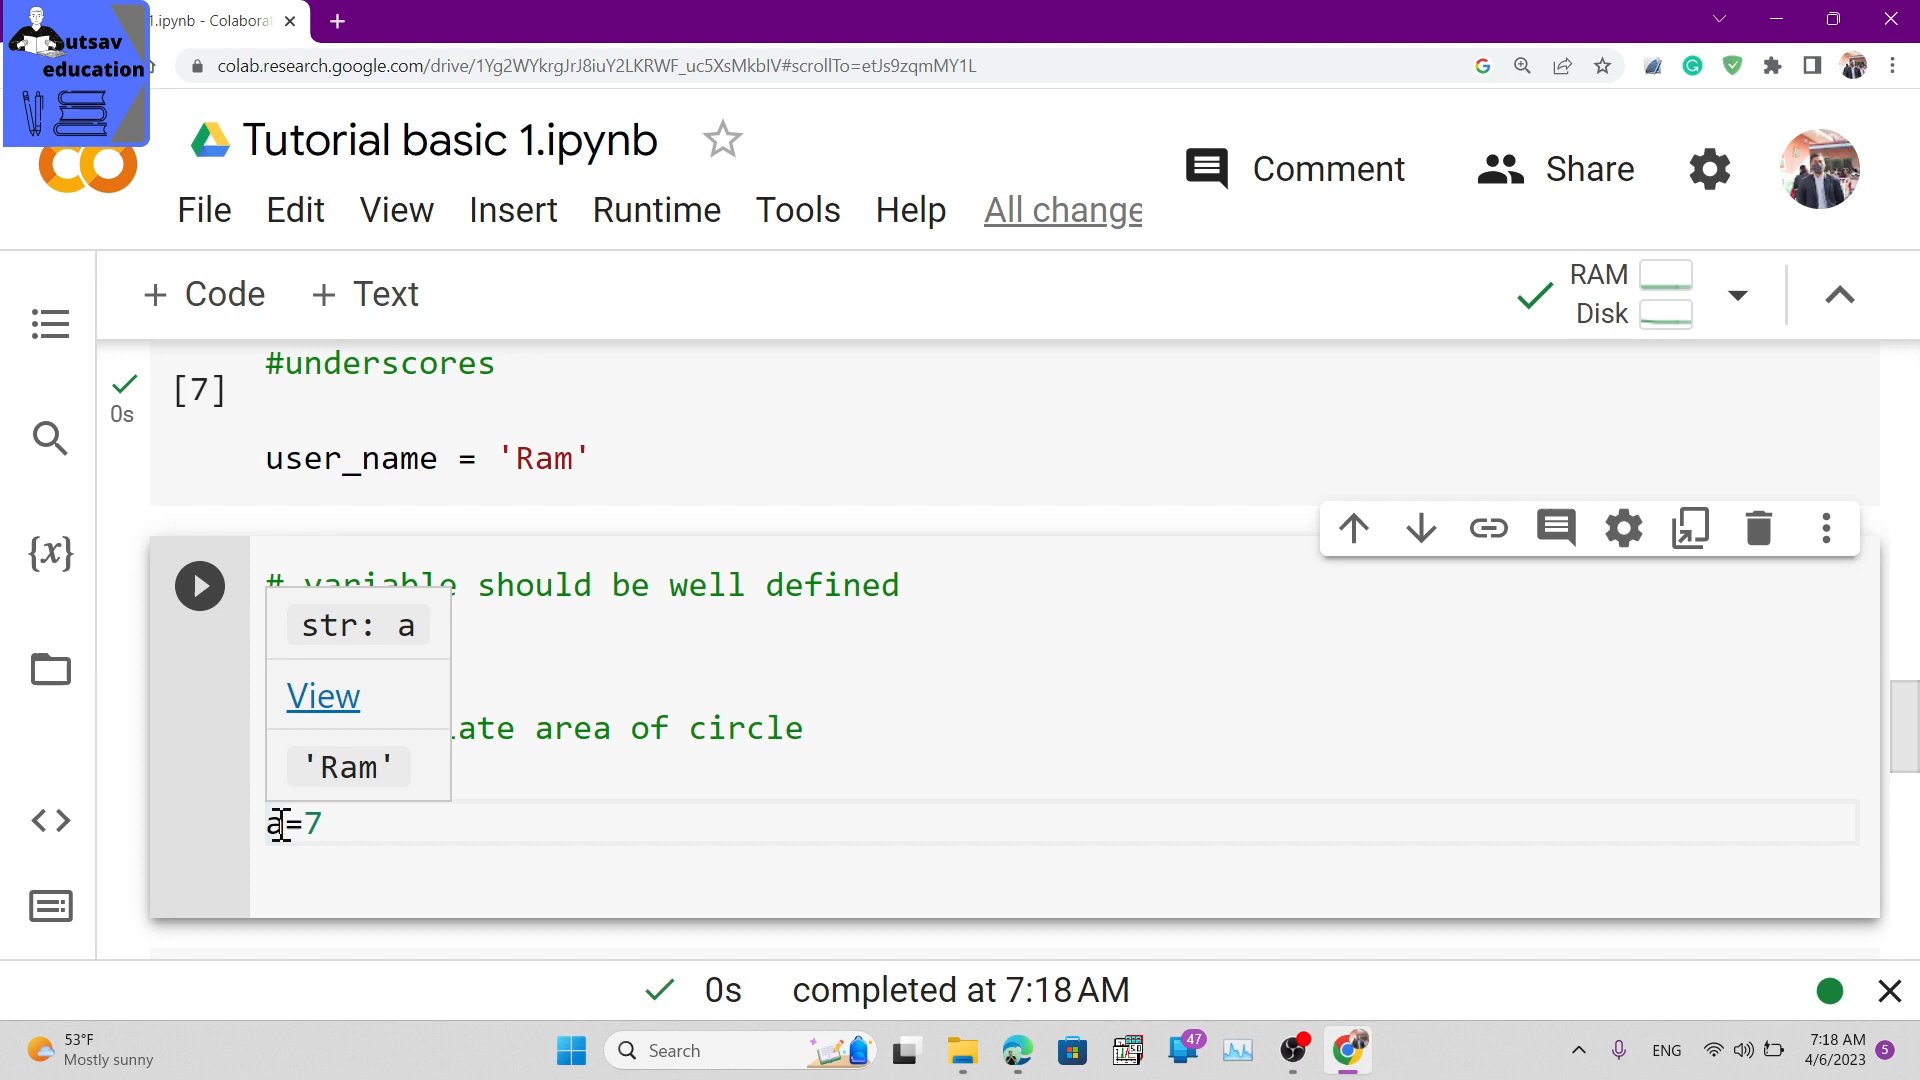 1.ipynb - Colaborat
utsav
education
colab.research.google.com/drive/1Yg2WYkrgJrJ8iuY2LKRWF_uc5XsMkbIV#scrollTo=etJs9zqmMY1L
Tutorial basic 1.ipynb
Comment
Share
File Edit View Insert Runtime Tools Help All change
+ Code + Text
RAM
Disk
#underscores
[7]
0s
user_name = 'Ram'
# variable should be well defined
str: a
View
late area of circle
'Ram'
a=7
{x}
0s completed at 7:18 AM
53°F
Mostly sunny
Search
47
ENG
7:18 AM
4/6/2023
5